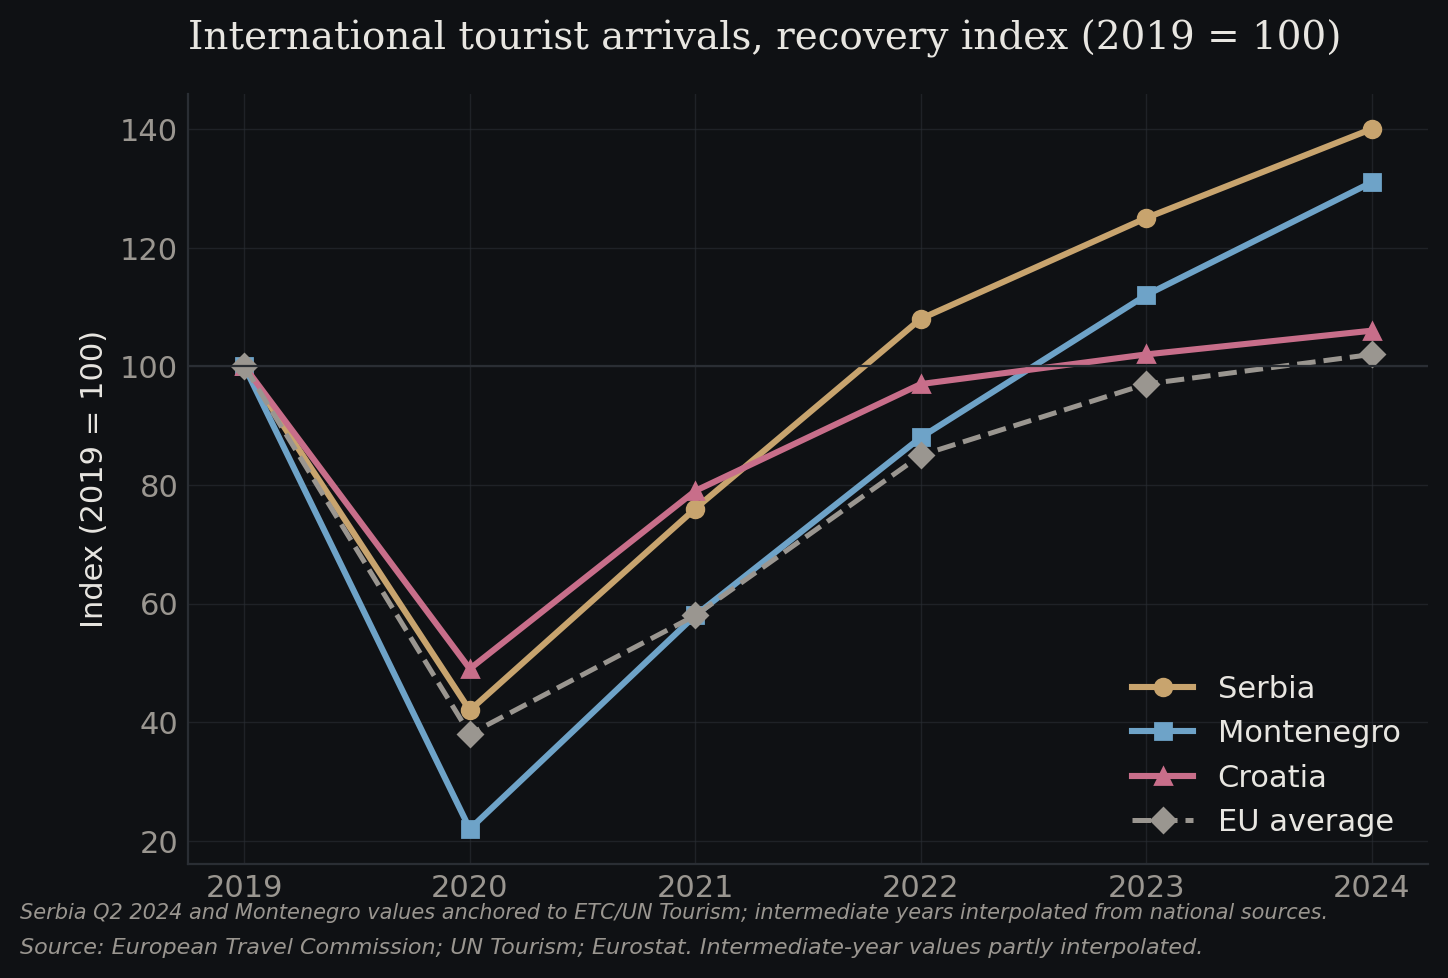 International tourist arrivals, recovery index (2019 = 100)
Index (2019 = 100)
140
120
100
80
60
40
20
Serbia
Montenegro
Croatia
EU average
2019 2020 2021 2022 2023 2024
Serbia Q2 2024 and Montenegro values anchored to ETC/UN Tourism; intermediate years interpolated from national sources.
Source: European Travel Commission; UN Tourism; Eurostat. Intermediate-year values partly interpolated.